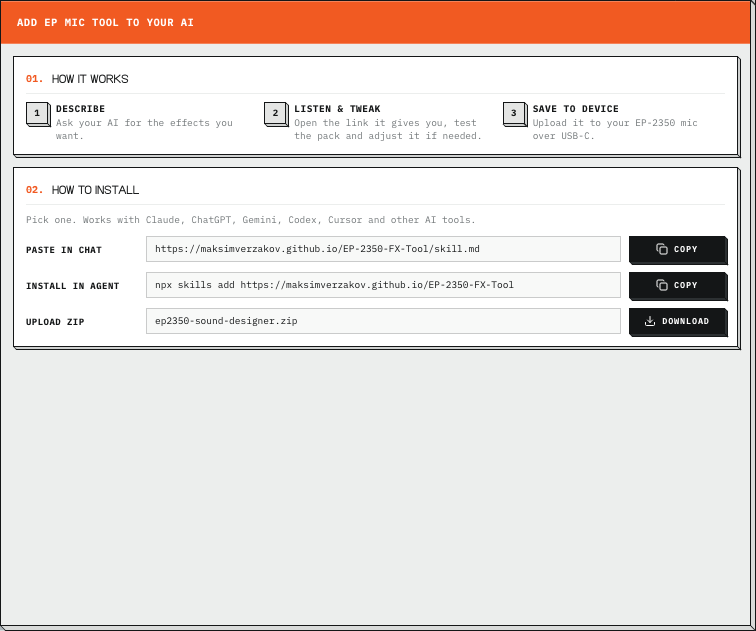 ADD EP MIC TOOL TO YOUR AI
01. HOW IT WORKS
1 DESCRIBE
Ask your AI for the effects you
want.
2 LISTEN & TWEAK
Open the link it gives you, test
the pack and adjust it if needed.
3 SAVE TO DEVICE
Upload it to your EP-2350 mic
over USB-C.
02. HOW TO INSTALL
Pick one. Works with Claude, ChatGPT, Gemini, Codex, Cursor and other AI tools.
PASTE IN CHAT https://maksimverzakov.github.io/EP-2350-FX-Tool/skill.md COPY
INSTALL IN AGENT npx skills add https://maksimverzakov.github.io/EP-2350-FX-Tool COPY
UPLOAD ZIP ep2350-sound-designer.zip DOWNLOAD